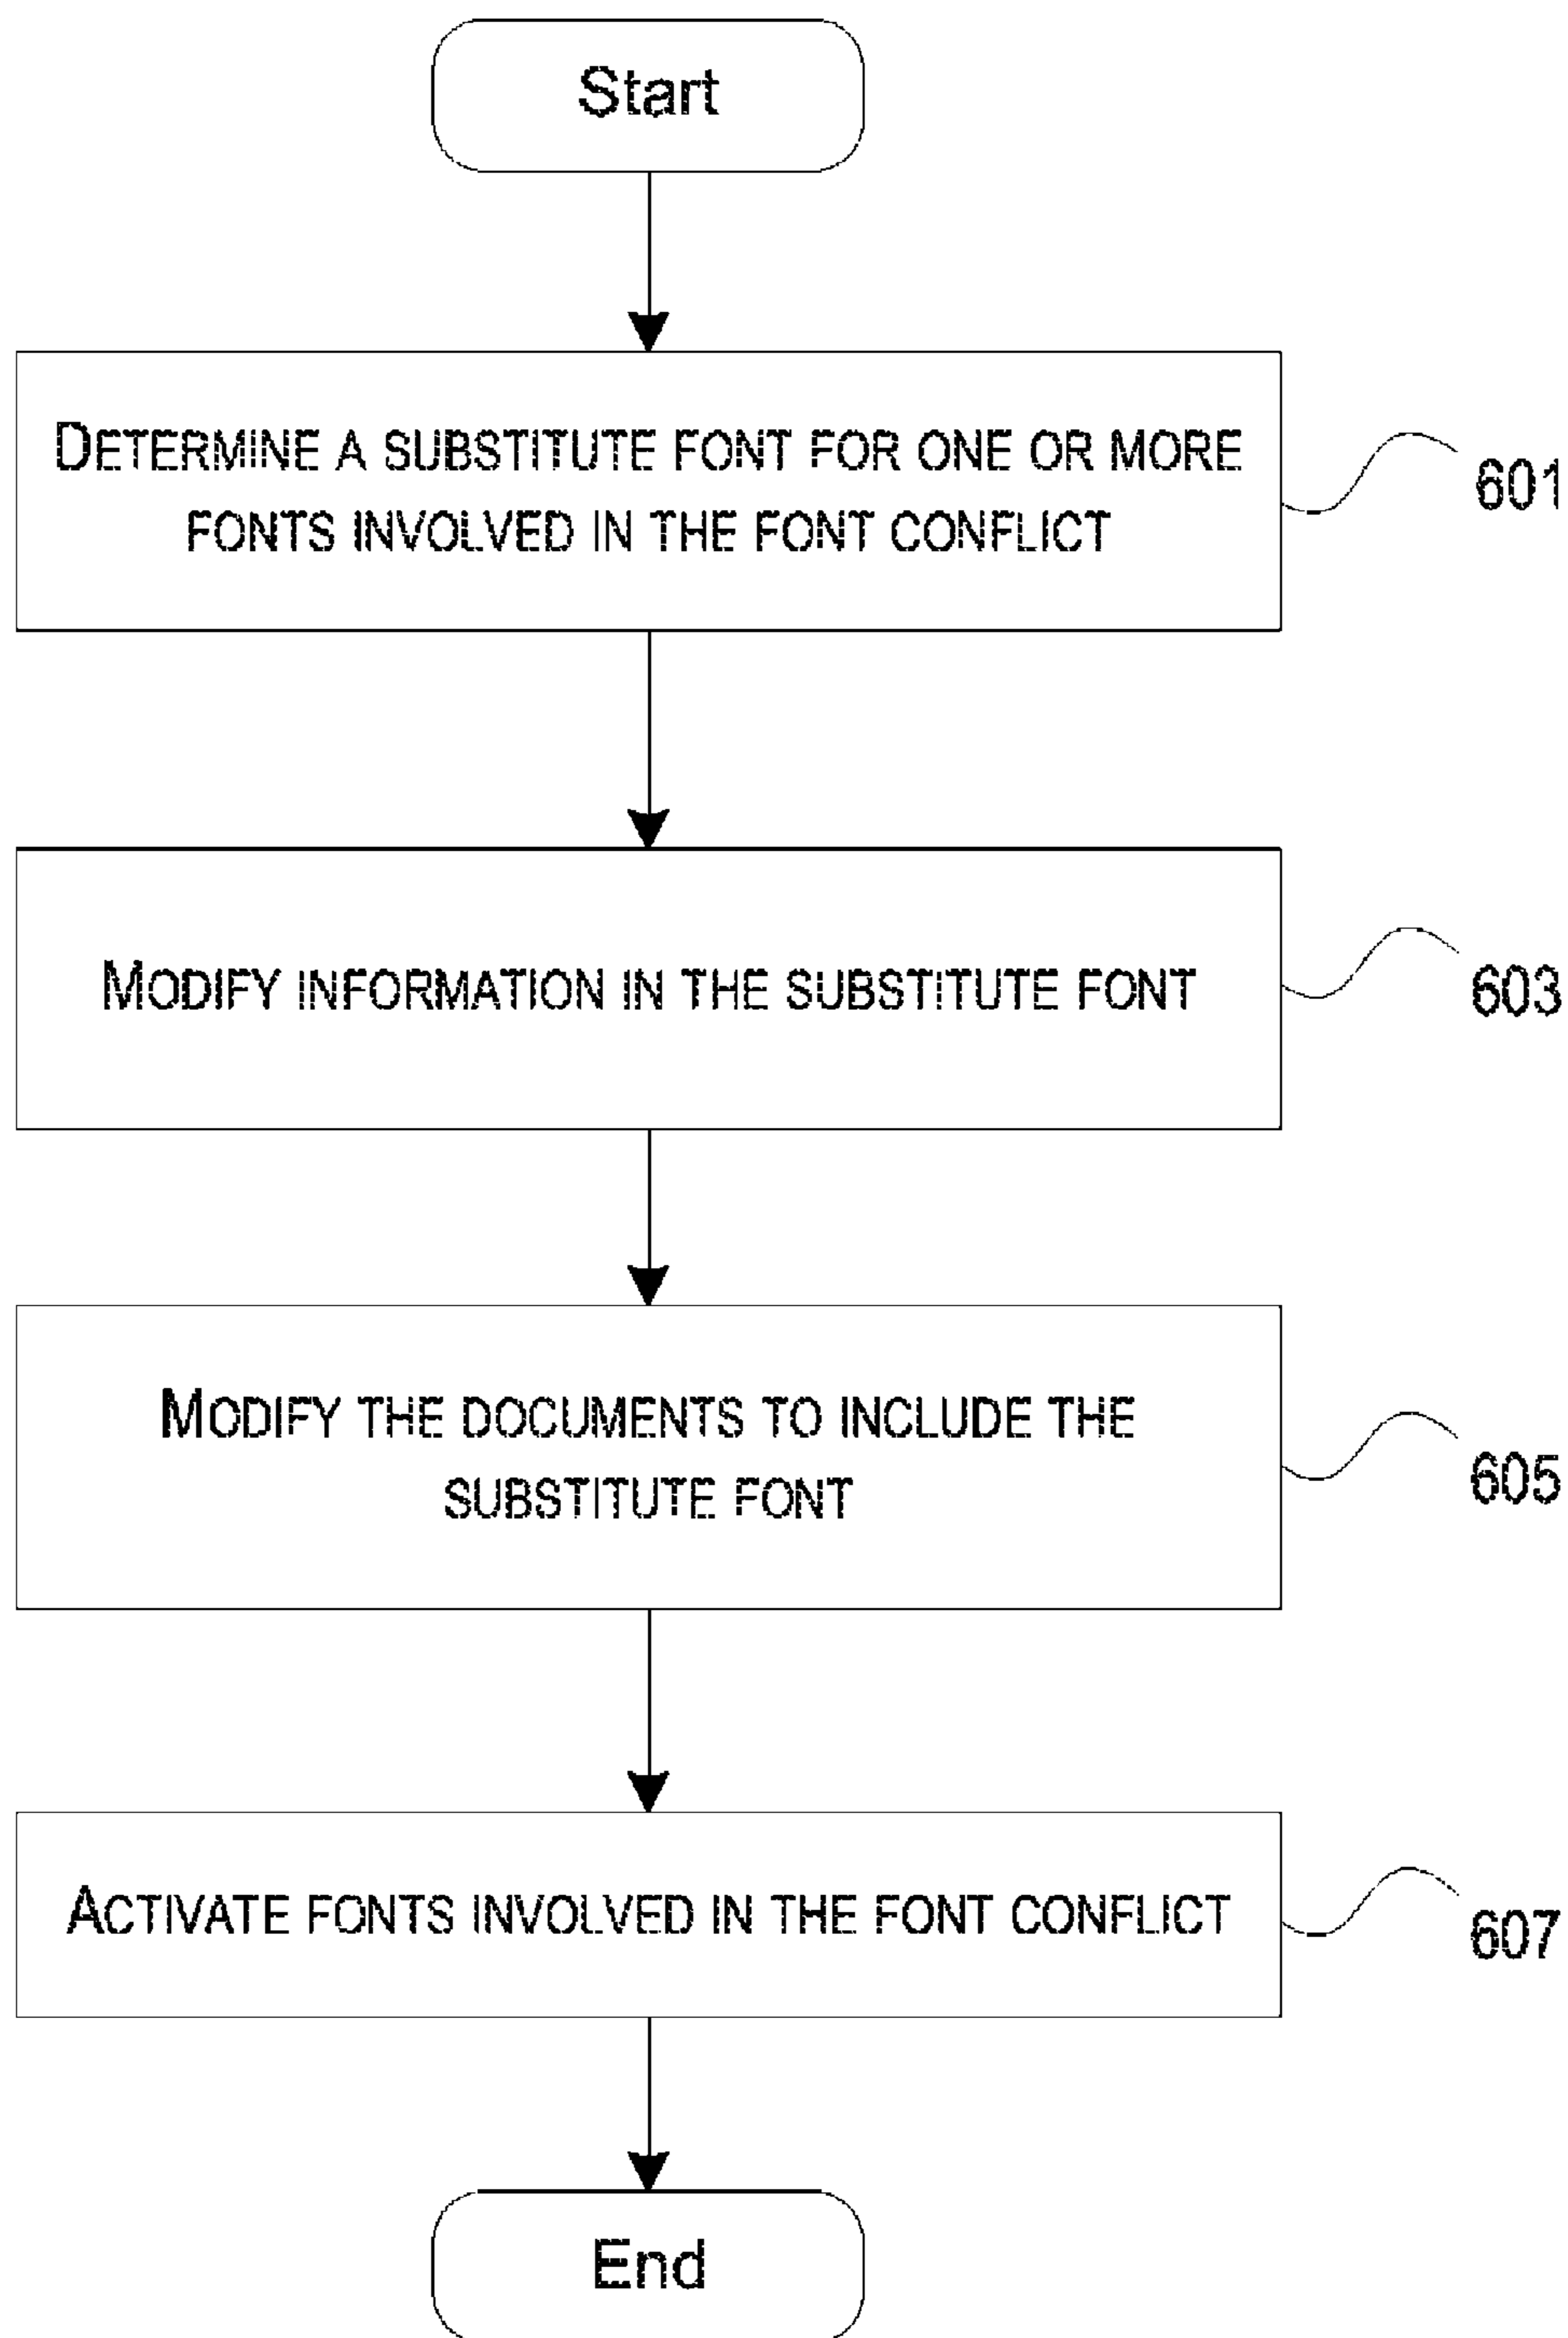 Start
DETERMINE A SUBSTITUTE FONT FOR ONE OR MORE
FONTS INVOLVED IN THE FONT CONFLICT
601
MODIFY INFORMATION IN THE SUBSTITUTE FONT
603
MODIFY THE DOCUMENTS TO INCLUDE THE
SUBSTITUTE FONT
605
ACTIVATE FONTS INVOLVED IN THE FONT CONFLICT
607
End